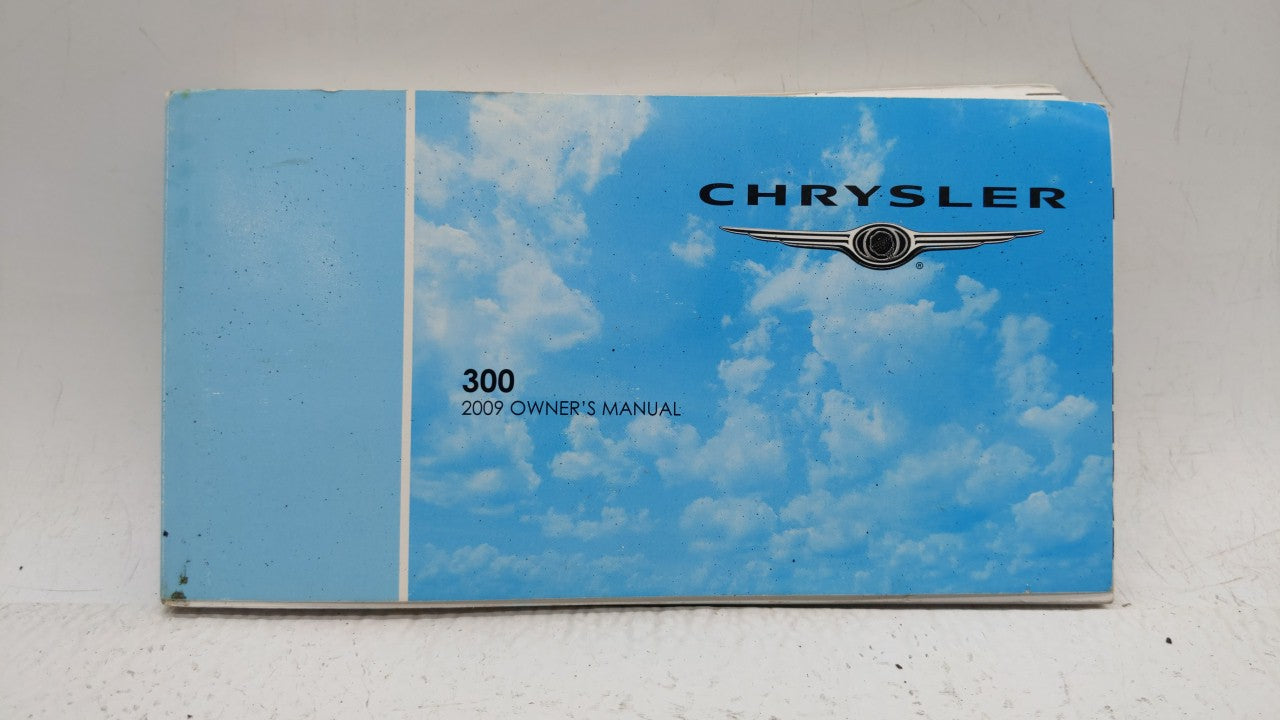 CHRYSLER
®
300
2009 OWNER'S MANUAL